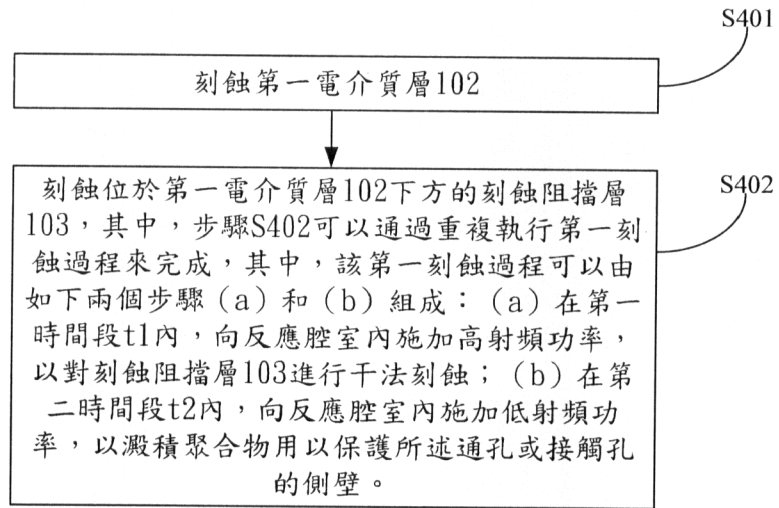 S401
刻蝕第一電介質層102
S402
刻蝕位於第一電介質層102下方的刻蝕阻擋層
103，其中，步驟S402可以通過重複執行第一刻
蝕過程來完成，其中，該第一刻蝕過程可以由
如下兩個步驟（a）和（b）組成：（a）在第一
時間段t1內，向反應腔室內施加高射頻功率，
以對刻蝕阻擋層103進行干法刻蝕；（b）在第
二時間段t2內，向反應腔室內施加低射頻功
率，以澱積聚合物用以保護所述通孔或接觸孔
的側壁。